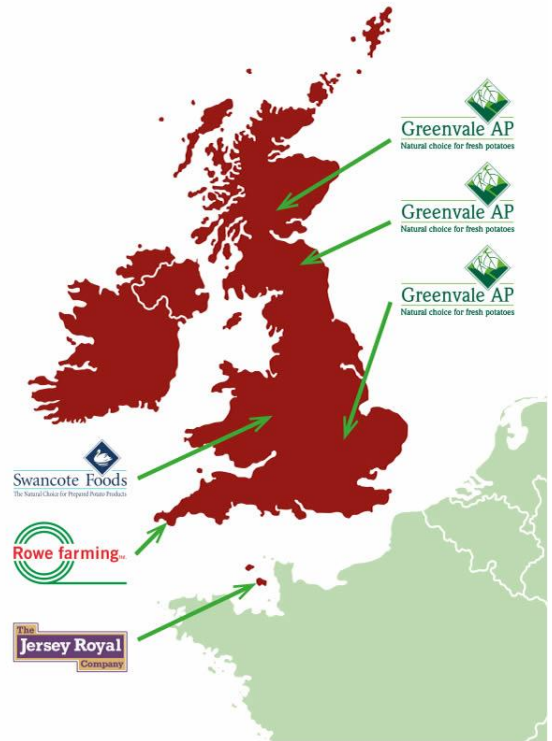 Greenvale AP
Natural choice for fresh potatoes
Greenvale AP
Natural choice for fresh potatoes
Greenvale AP
Natural choice for fresh potatoes
Swancote Foods
The Natural Choice for Prepared Potato Products
Rowe farming™
The
Jersey Royal
Company